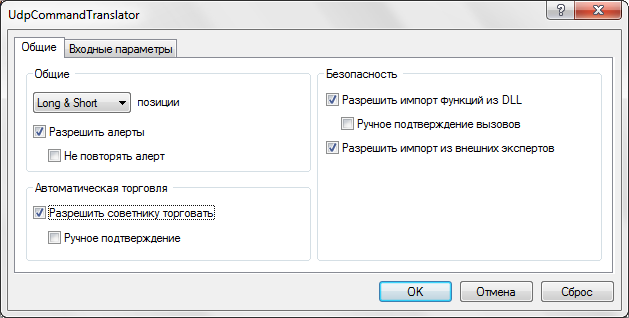 UdpCommandTranslator
Общие
Входные параметры
Общие
Long & Short позиции
Разрешить алерты
Не повторять алерт
Автоматическая торговля
Разрешить советнику торговать
Ручное подтверждение
Безопасность
Разрешить импорт функций из DLL
Ручное подтверждение вызовов
Разрешить импорт из внешних экспертов
OK
Отмена
Сброс